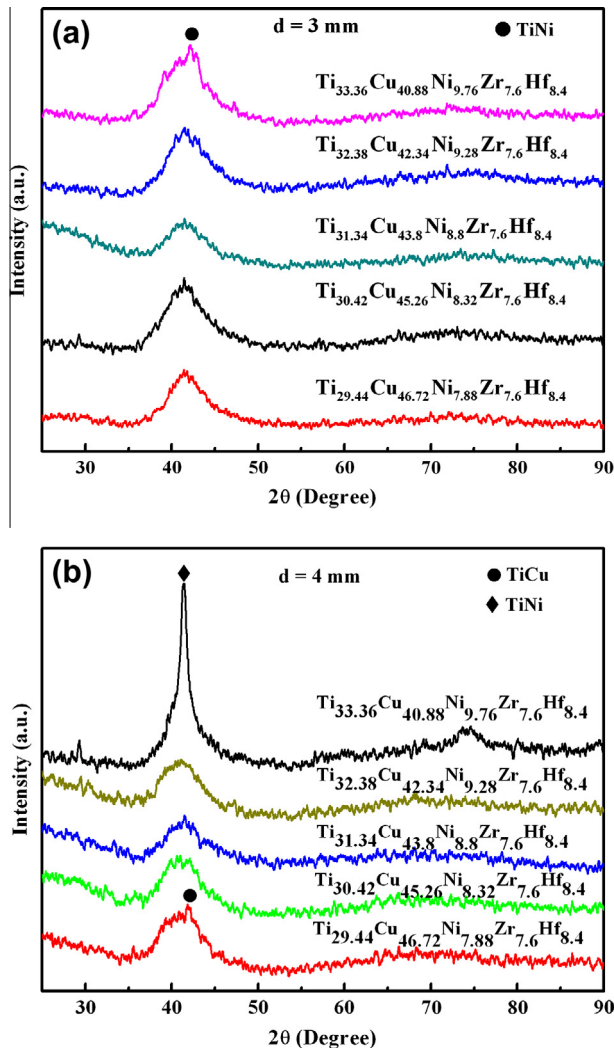 (a)
d = 3 mm
● TiNi
Ti33.36Cu40.88Ni9.76Zr7.6Hf8.4
Ti32.38Cu42.34Ni9.28Zr7.6Hf8.4
Ti31.34Cu43.8Ni8.8Zr7.6Hf8.4
Ti30.42Cu45.26Ni8.32Zr7.6Hf8.4
Ti29.44Cu46.72Ni7.88Zr7.6Hf8.4
Intensity (a.u.)
30 40 50 60 70 80 90
2θ (Degree)
(b)
d = 4 mm
● TiCu
◆ TiNi
Ti33.36Cu40.88Ni9.76Zr7.6Hf8.4
Ti32.38Cu42.34Ni9.28Zr7.6Hf8.4
Ti31.34Cu43.8Ni8.8Zr7.6Hf8.4
Ti30.42Cu45.26Ni8.32Zr7.6Hf8.4
Ti29.44Cu46.72Ni7.88Zr7.6Hf8.4
Intensity (a.u.)
30 40 50 60 70 80 90
2θ (Degree)